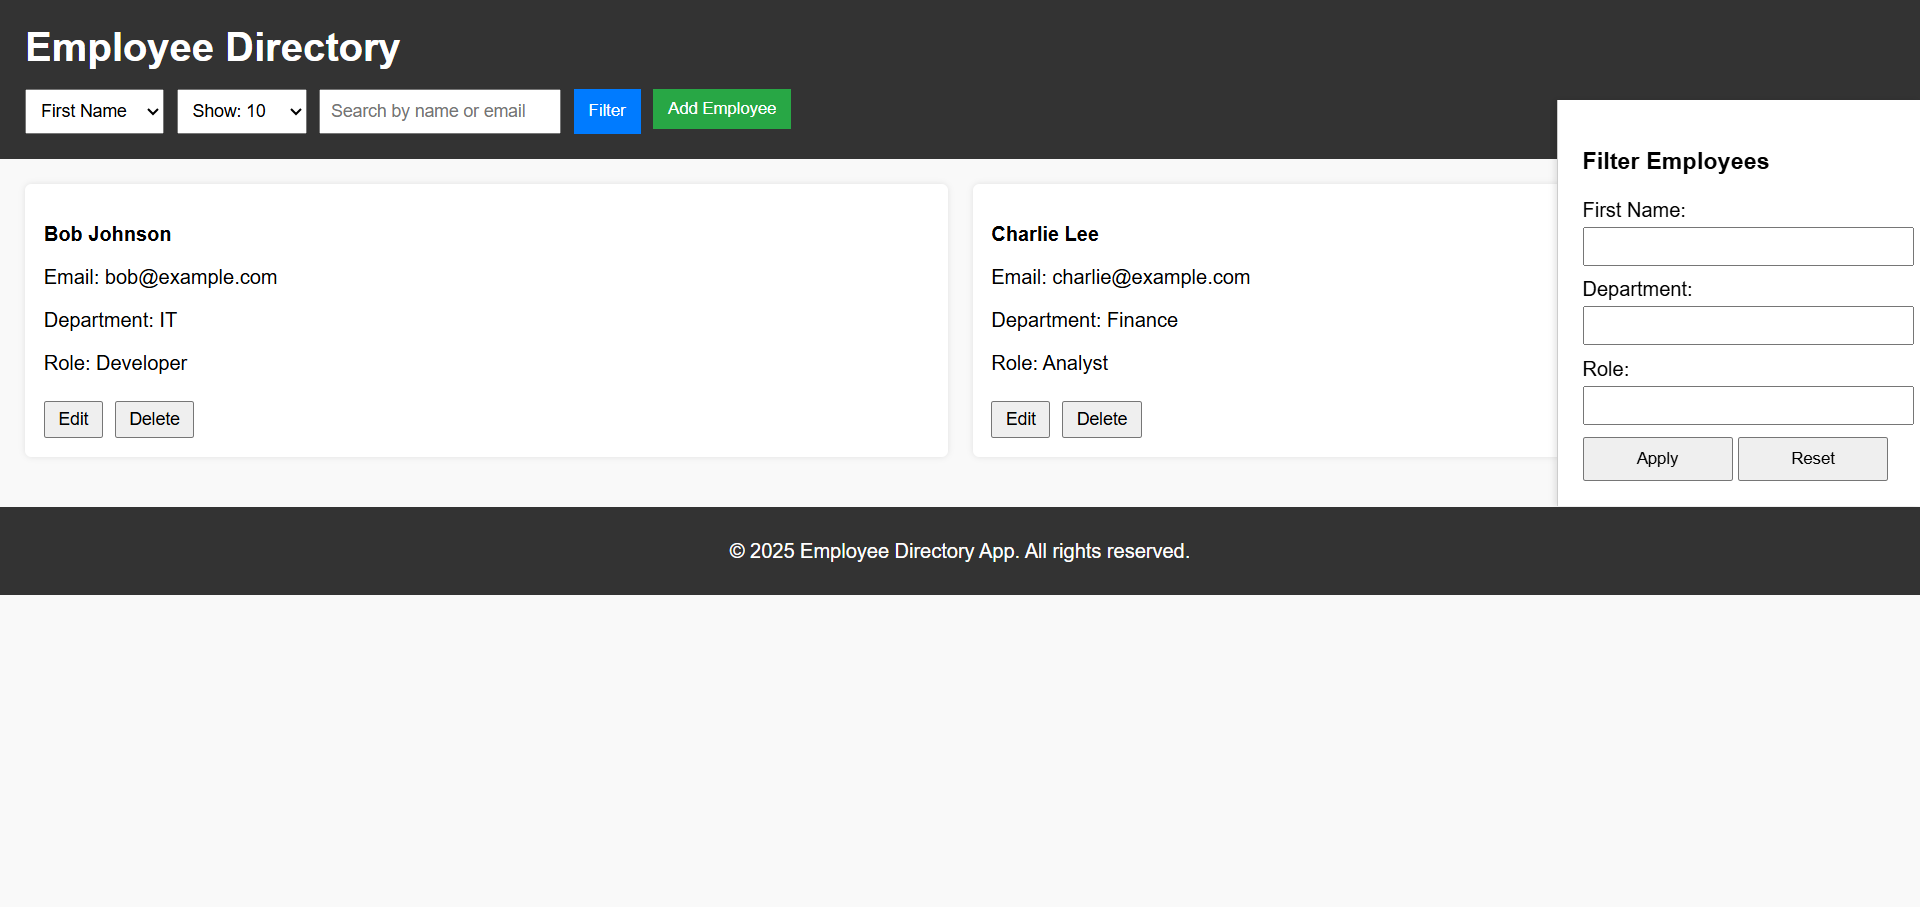 Employee Directory
First Name Show: 10 Search by name or email Filter Add Employee
Bob Johnson
Email: bob@example.com
Department: IT
Role: Developer
Edit Delete
Charlie Lee
Email: charlie@example.com
Department: Finance
Role: Analyst
Edit Delete
Filter Employees
First Name:
Department:
Role:
Apply Reset
© 2025 Employee Directory App. All rights reserved.